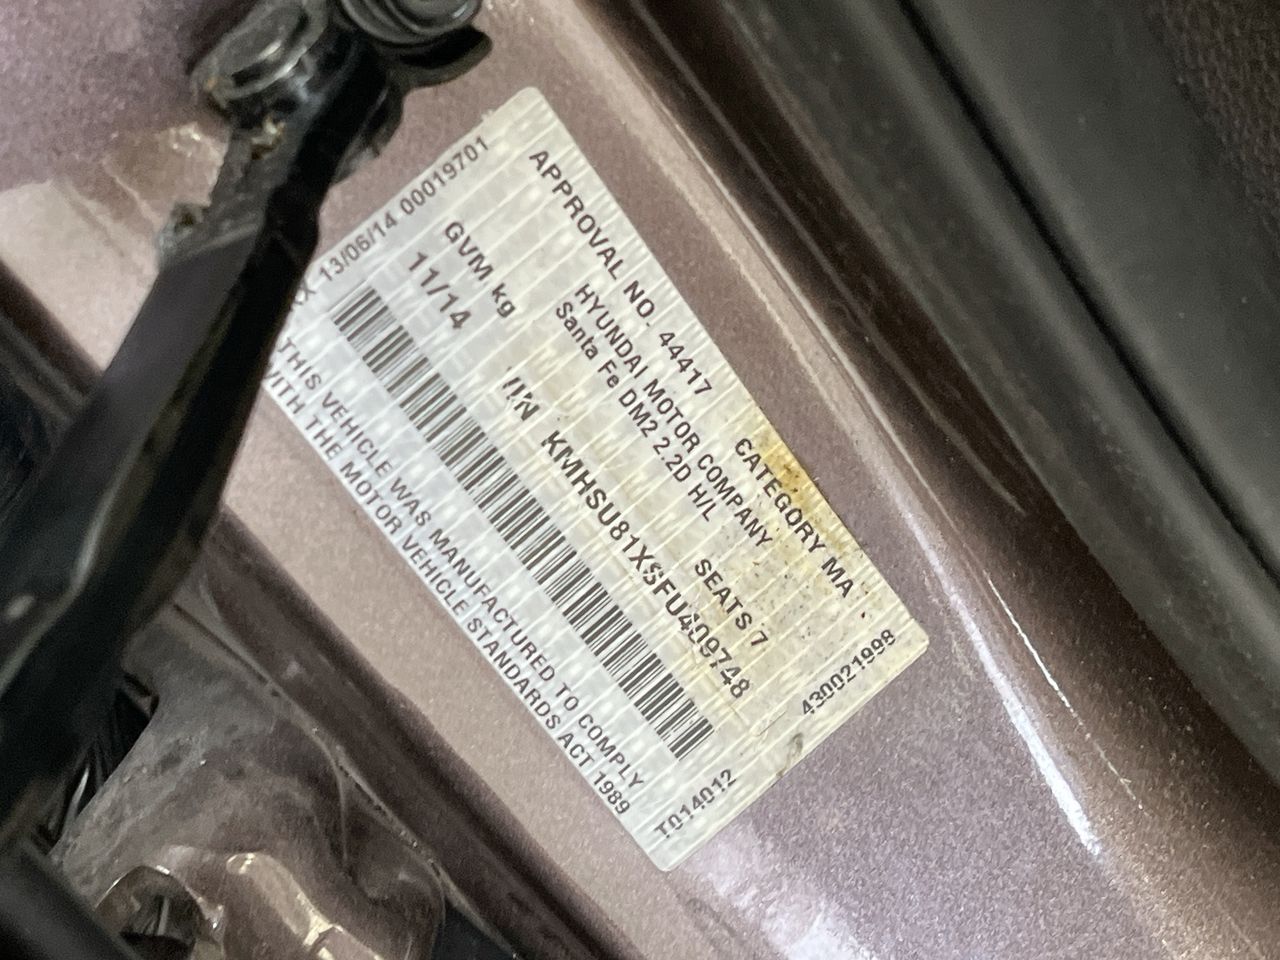 APPROVAL NO. 44417 CATEGORY MA
HYUNDAI MOTOR COMPANY
Santa Fe DM2 2.2D H/L
GVM kg SEATS 7
11/14 VIN KMHSU81XSFU409748
THIS VEHICLE WAS MANUFACTURED TO COMPLY
WITH THE MOTOR VEHICLE STANDARDS ACT 1989
13/06/14 00019701
430021998
T014012